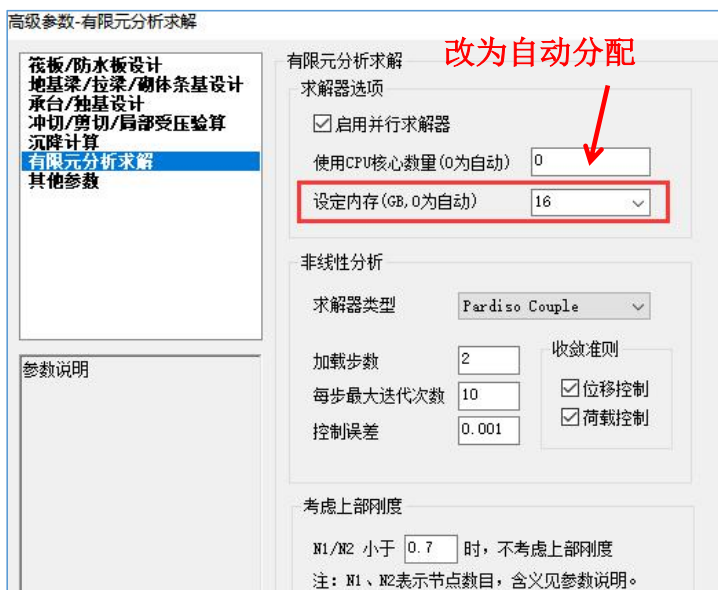 高级参数-有限元分析求解
筏板/防水板设计
地基梁/拉梁/砌体条基设计
承台/独基设计
冲切/剪切/局部受压验算
沉降计算
有限元分析求解
其他参数
参数说明
有限元分析求解
改为自动分配
求解器选项
启用并行求解器
使用CPU核心数量(0为自动) 0
设定内存(GB,0为自动) 16
非线性分析
求解器类型 Pardiso Couple
加载步数 2
每步最大迭代次数 10
控制误差 0.001
收敛准则
位移控制
荷载控制
考虑上部刚度
N1/N2 小于 0.7 时，不考虑上部刚度
注：N1、N2表示节点数目，含义见参数说明。